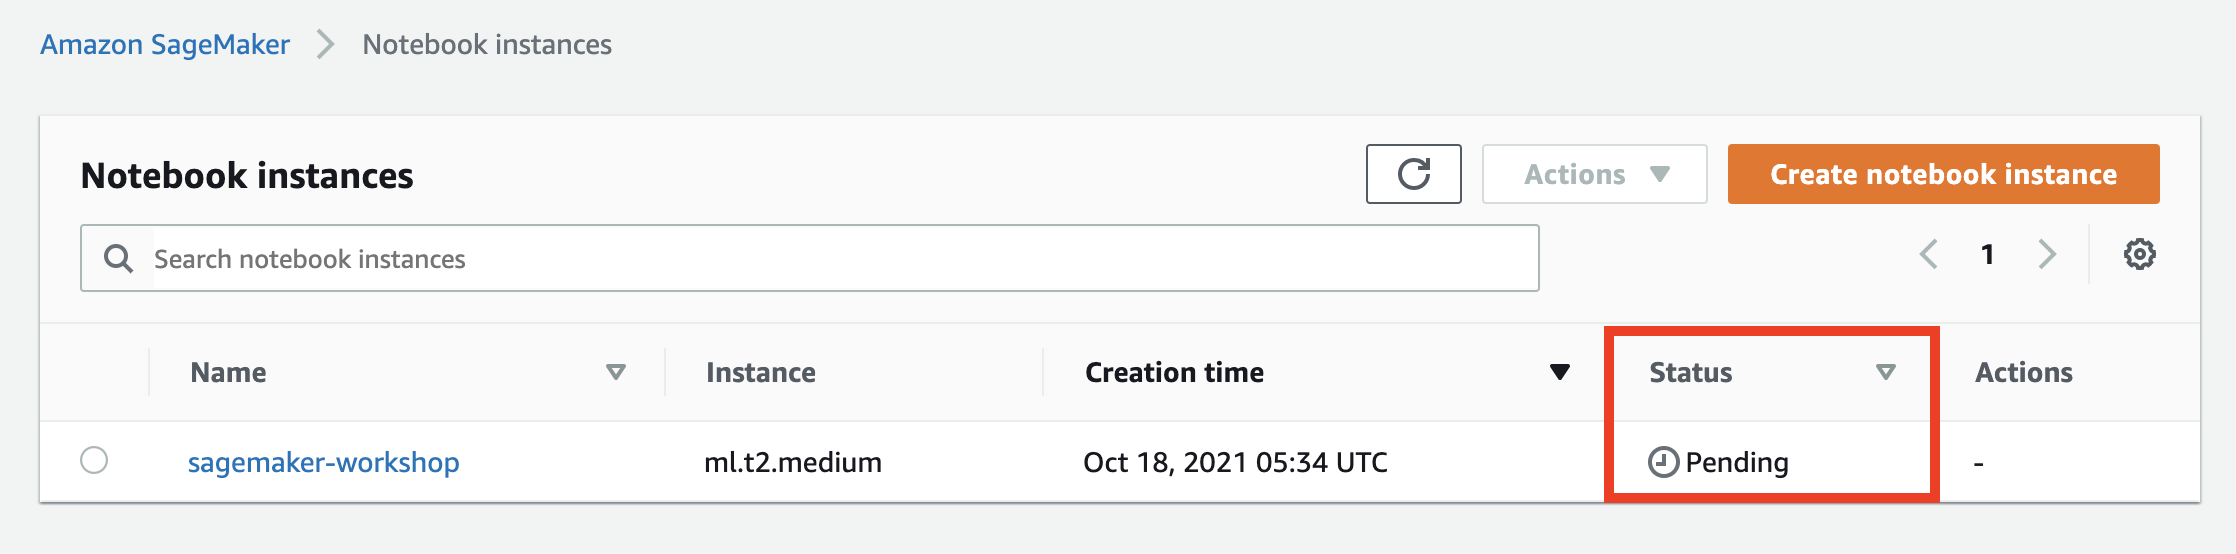 Amazon SageMaker > Notebook instances
Notebook instances
Actions
Create notebook instance
Search notebook instances
1
Name Instance Creation time Status Actions
sagemaker-workshop ml.t2.medium Oct 18, 2021 05:34 UTC Pending -